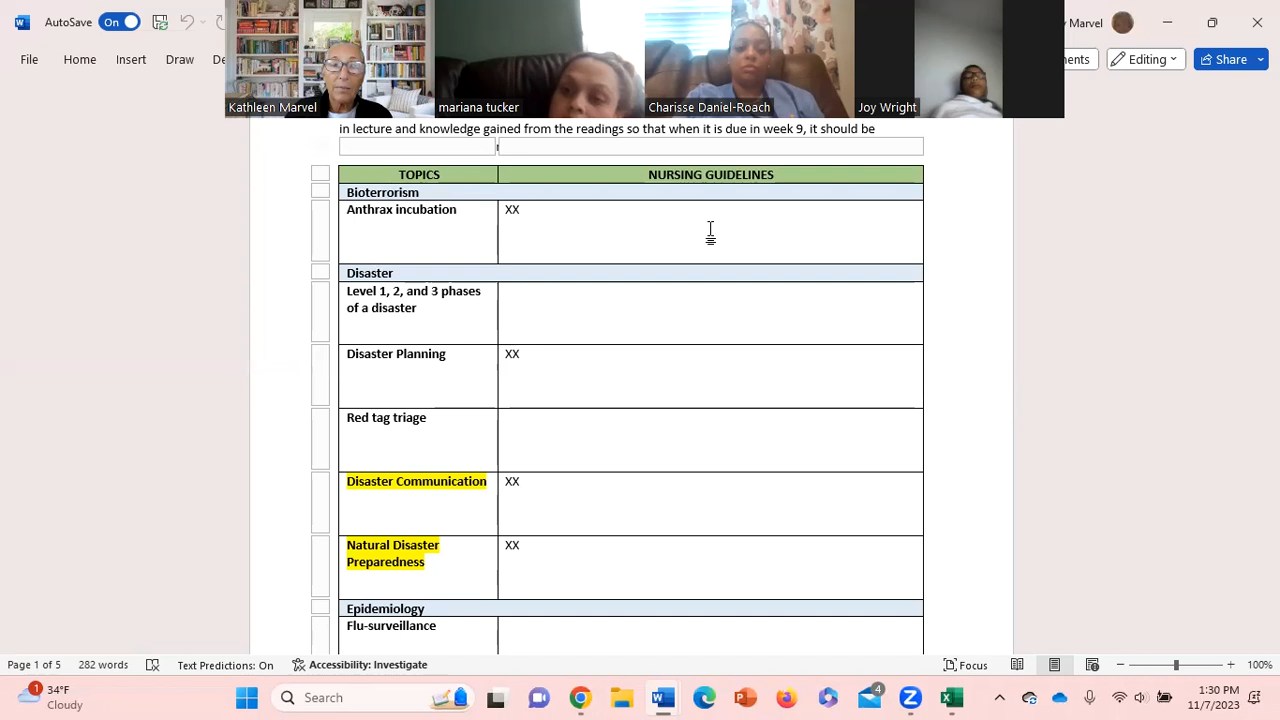 AutoSave On
y Marvel
File Home Insert Draw De
ments Editing Share
Kathleen Marvel
mariana tucker
Charisse Daniel-Roach
Joy Wright
in lecture and knowledge gained from the readings so that when it is due in week 9, it should be
TOPICS NURSING GUIDELINES
Bioterrorism
Anthrax incubation XX
Disaster
Level 1, 2, and 3 phases
of a disaster
Disaster Planning XX
Red tag triage
Disaster Communication XX
Natural Disaster XX
Preparedness
Epidemiology
Flu-surveillance
Page 1 of 5 282 words Text Predictions: On Accessibility: Investigate Focus 100%
1 34°F
Cloudy
Search
4
1:30 PM
11/7/2023